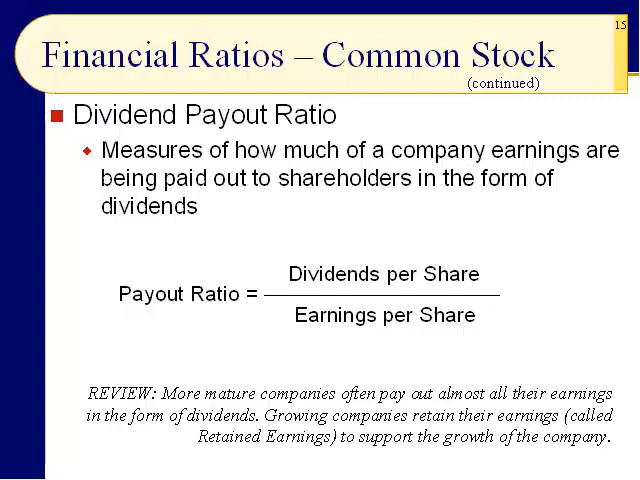 15
Financial Ratios – Common Stock
(continued)
Dividend Payout Ratio
Measures of how much of a company earnings are
being paid out to shareholders in the form of
dividends
Dividends per Share
Payout Ratio =
Earnings per Share
REVIEW: More mature companies often pay out almost all their earnings
in the form of dividends. Growing companies retain their earnings (called
Retained Earnings) to support the growth of the company.